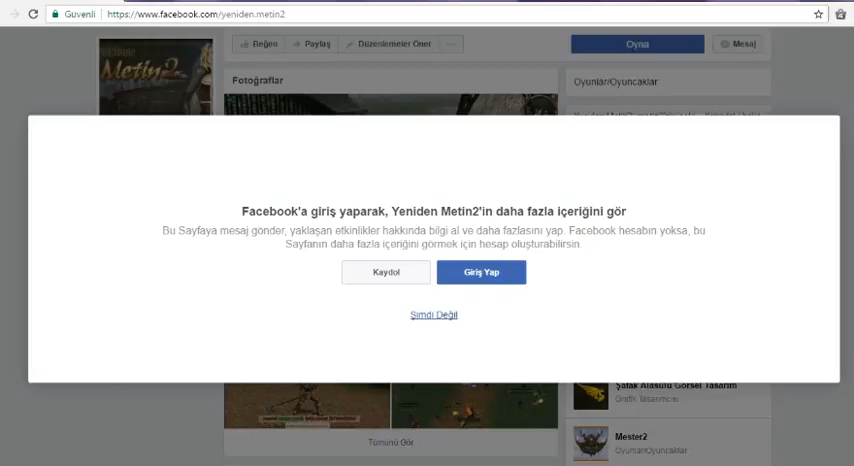 Güvenli
https://www.facebook.com/yeniden.metin2
Metin2
Beğen
Paylaş
Düzenlemeler Öner
Oyna
Mesaj
Fotoğraflar
Oyunlar/Oyuncaklar
Facebook'a giriş yaparak, Yeniden Metin2'in daha fazla içeriğini gör
Bu Sayfaya mesaj gönder, yaklaşan etkinlikler hakkında bilgi al ve daha fazlasını yap. Facebook hesabın yoksa, bu
Sayfanın daha fazla içeriğini görmek için hesap oluşturabilirsin.
Kaydol
Giriş Yap
Şimdi Değil
Şafak Alasulu Görsel Tasarım
Grafik Tasarımcısı
Tümünü Gör
Mester2
Oyunlar/Oyuncaklar